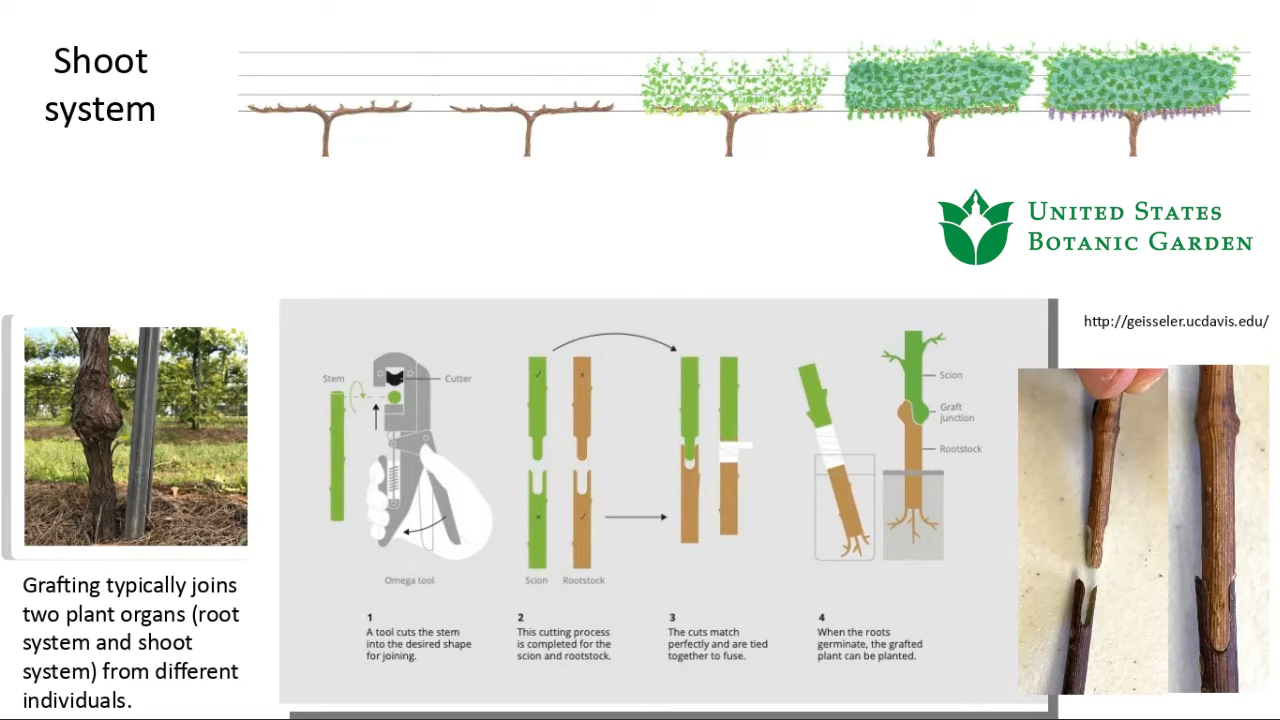 Shoot
system
UNITED STATES
BOTANIC GARDEN
http://geisseler.ucdavis.edu/
Stem
Cutter
Scion
Graft
junction
Rootstock
Omega tool
Scion
Rootstock
1
A tool cuts the stem
into the desired shape
for joining.
2
This cutting process
is completed for the
scion and rootstock.
3
The cuts match
perfectly and are tied
together to fuse.
4
When the roots
germinate, the grafted
plant can be planted.
Grafting typically joins
two plant organs (root
system and shoot
system) from different
individuals.